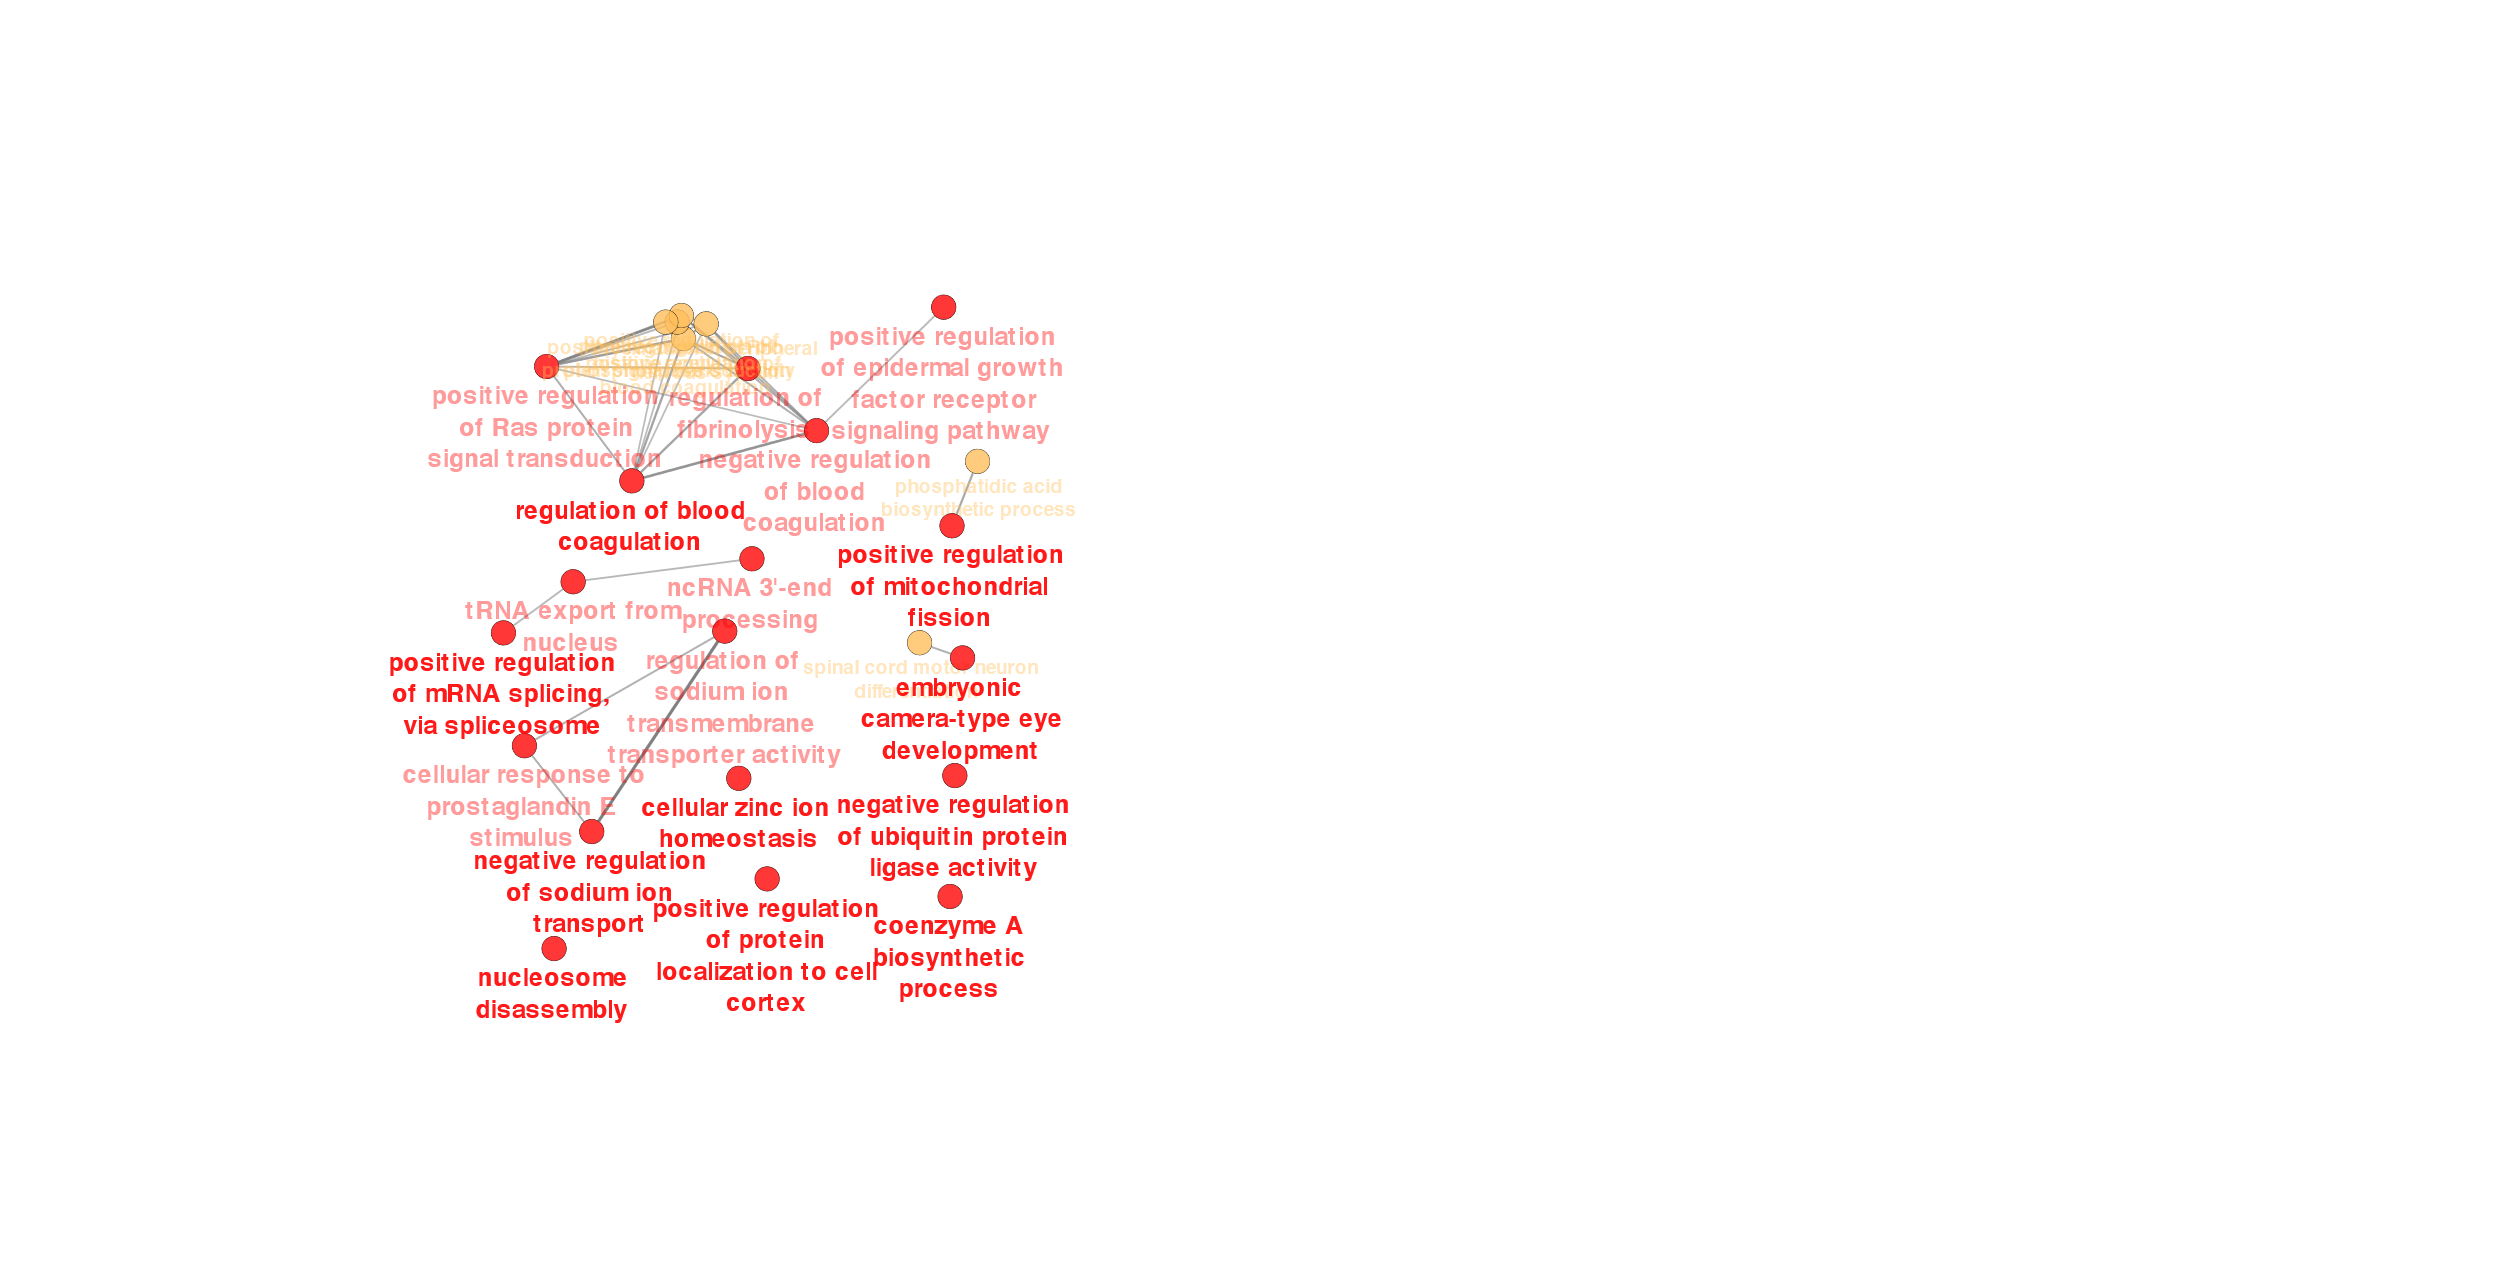 positive regulation
of epidermal growth
factor receptor
signaling pathway
positive regulation
of Ras protein
signal transduction
regulation of
fibrinolysis
negative regulation
of blood
coagulation
phosphatidic acid
biosynthetic process
regulation of blood
coagulation
positive regulation
of mitochondrial
fission
ncRNA 3'-end
processing
tRNA export from
nucleus
positive regulation
of mRNA splicing,
via spliceosome
regulation of
sodium ion
transmembrane
transporter activity
spinal cord motor neuron
embryonic
camera-type eye
development
cellular response to
prostaglandin E
stimulus
cellular zinc ion
homeostasis
negative regulation
of ubiquitin protein
ligase activity
negative regulation
of sodium ion
transport
positive regulation
of protein
localization to cell
cortex
coenzyme A
biosynthetic
process
nucleosome
disassembly